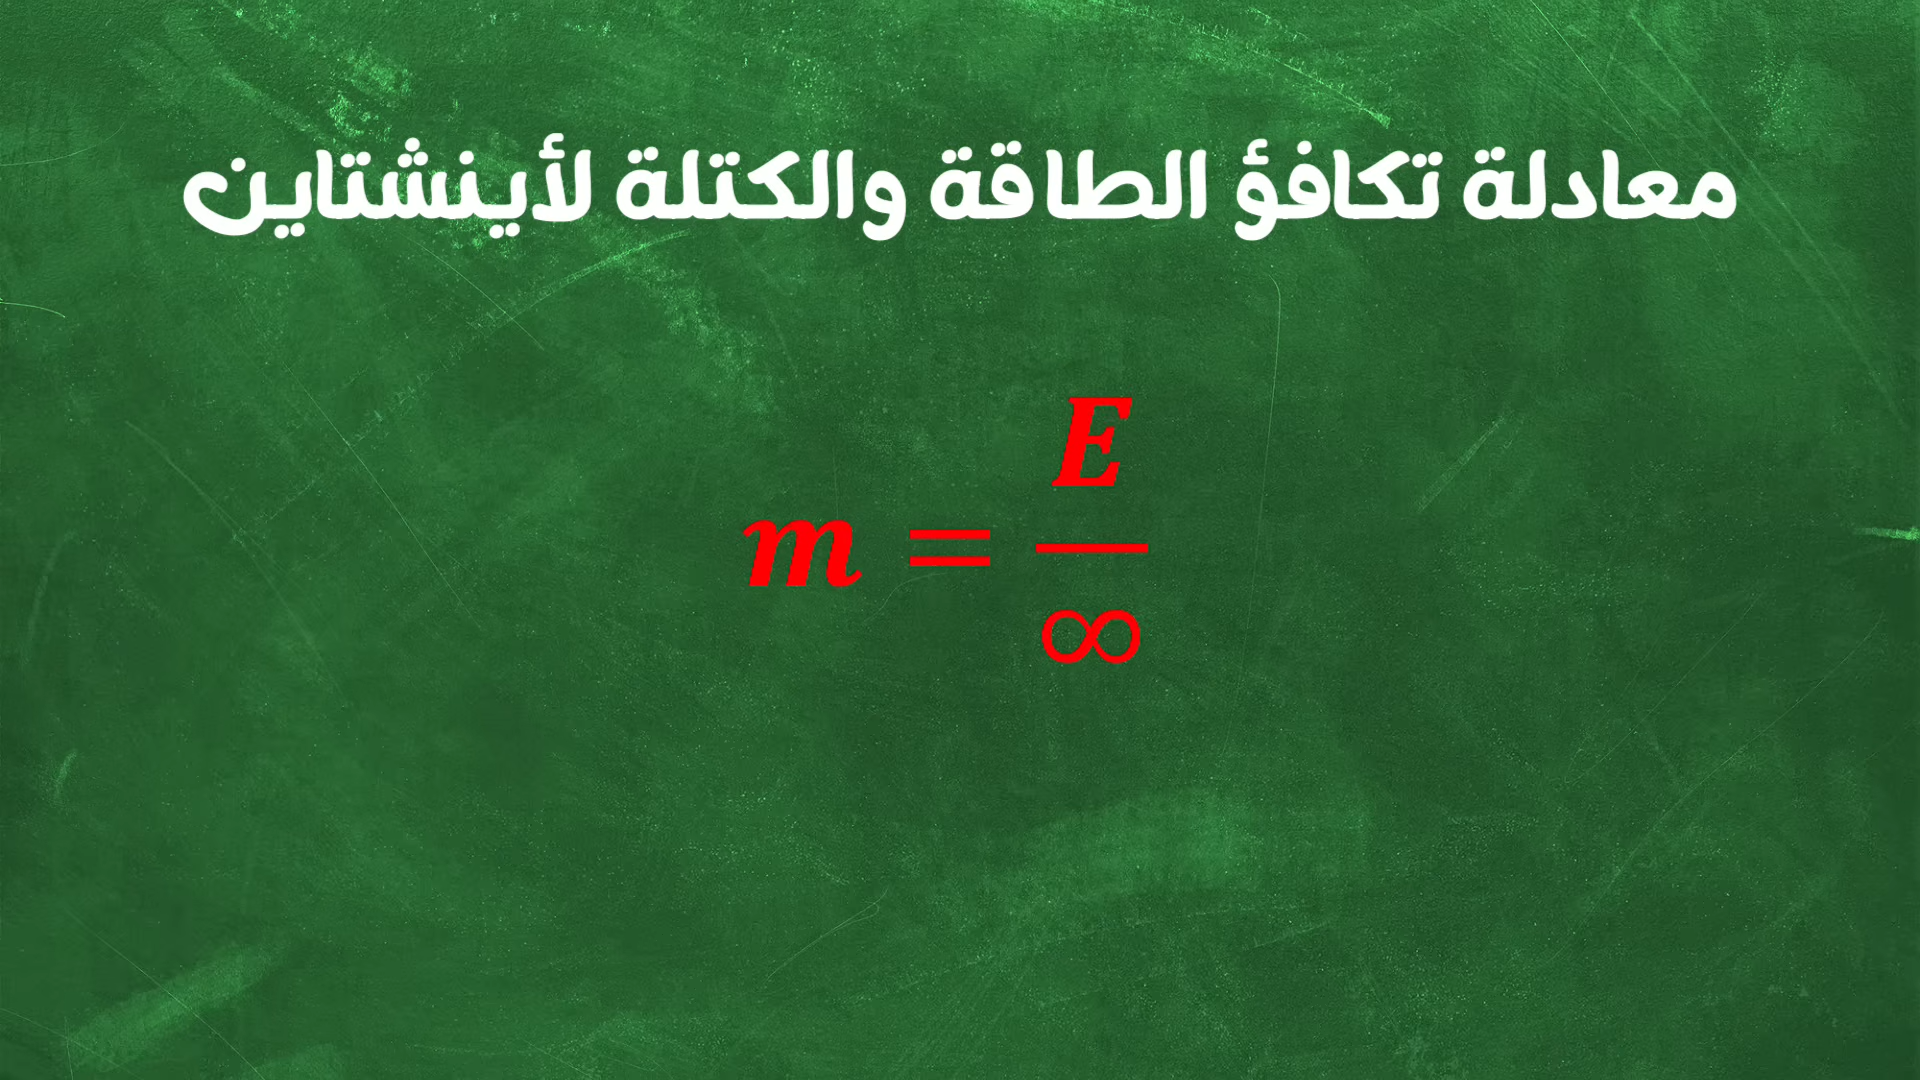 معادلة تكافؤ الطاقة والكتلة لأينشتاين
m = E/∞